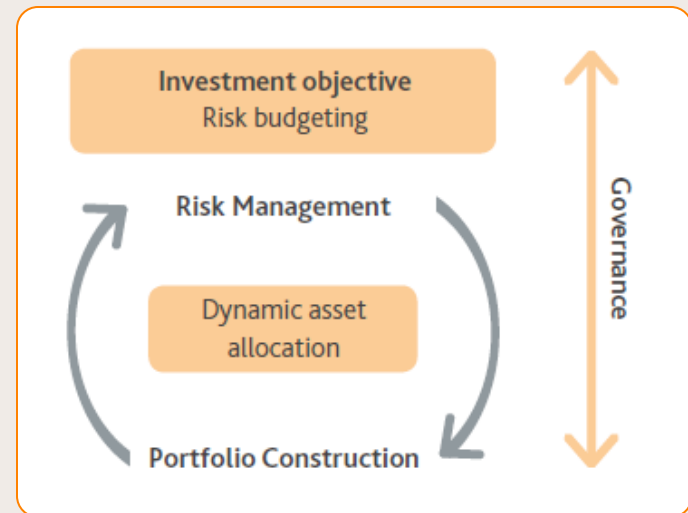 Investment objective
Risk budgeting
Risk Management
Governance
Dynamic asset
allocation
Portfolio Construction